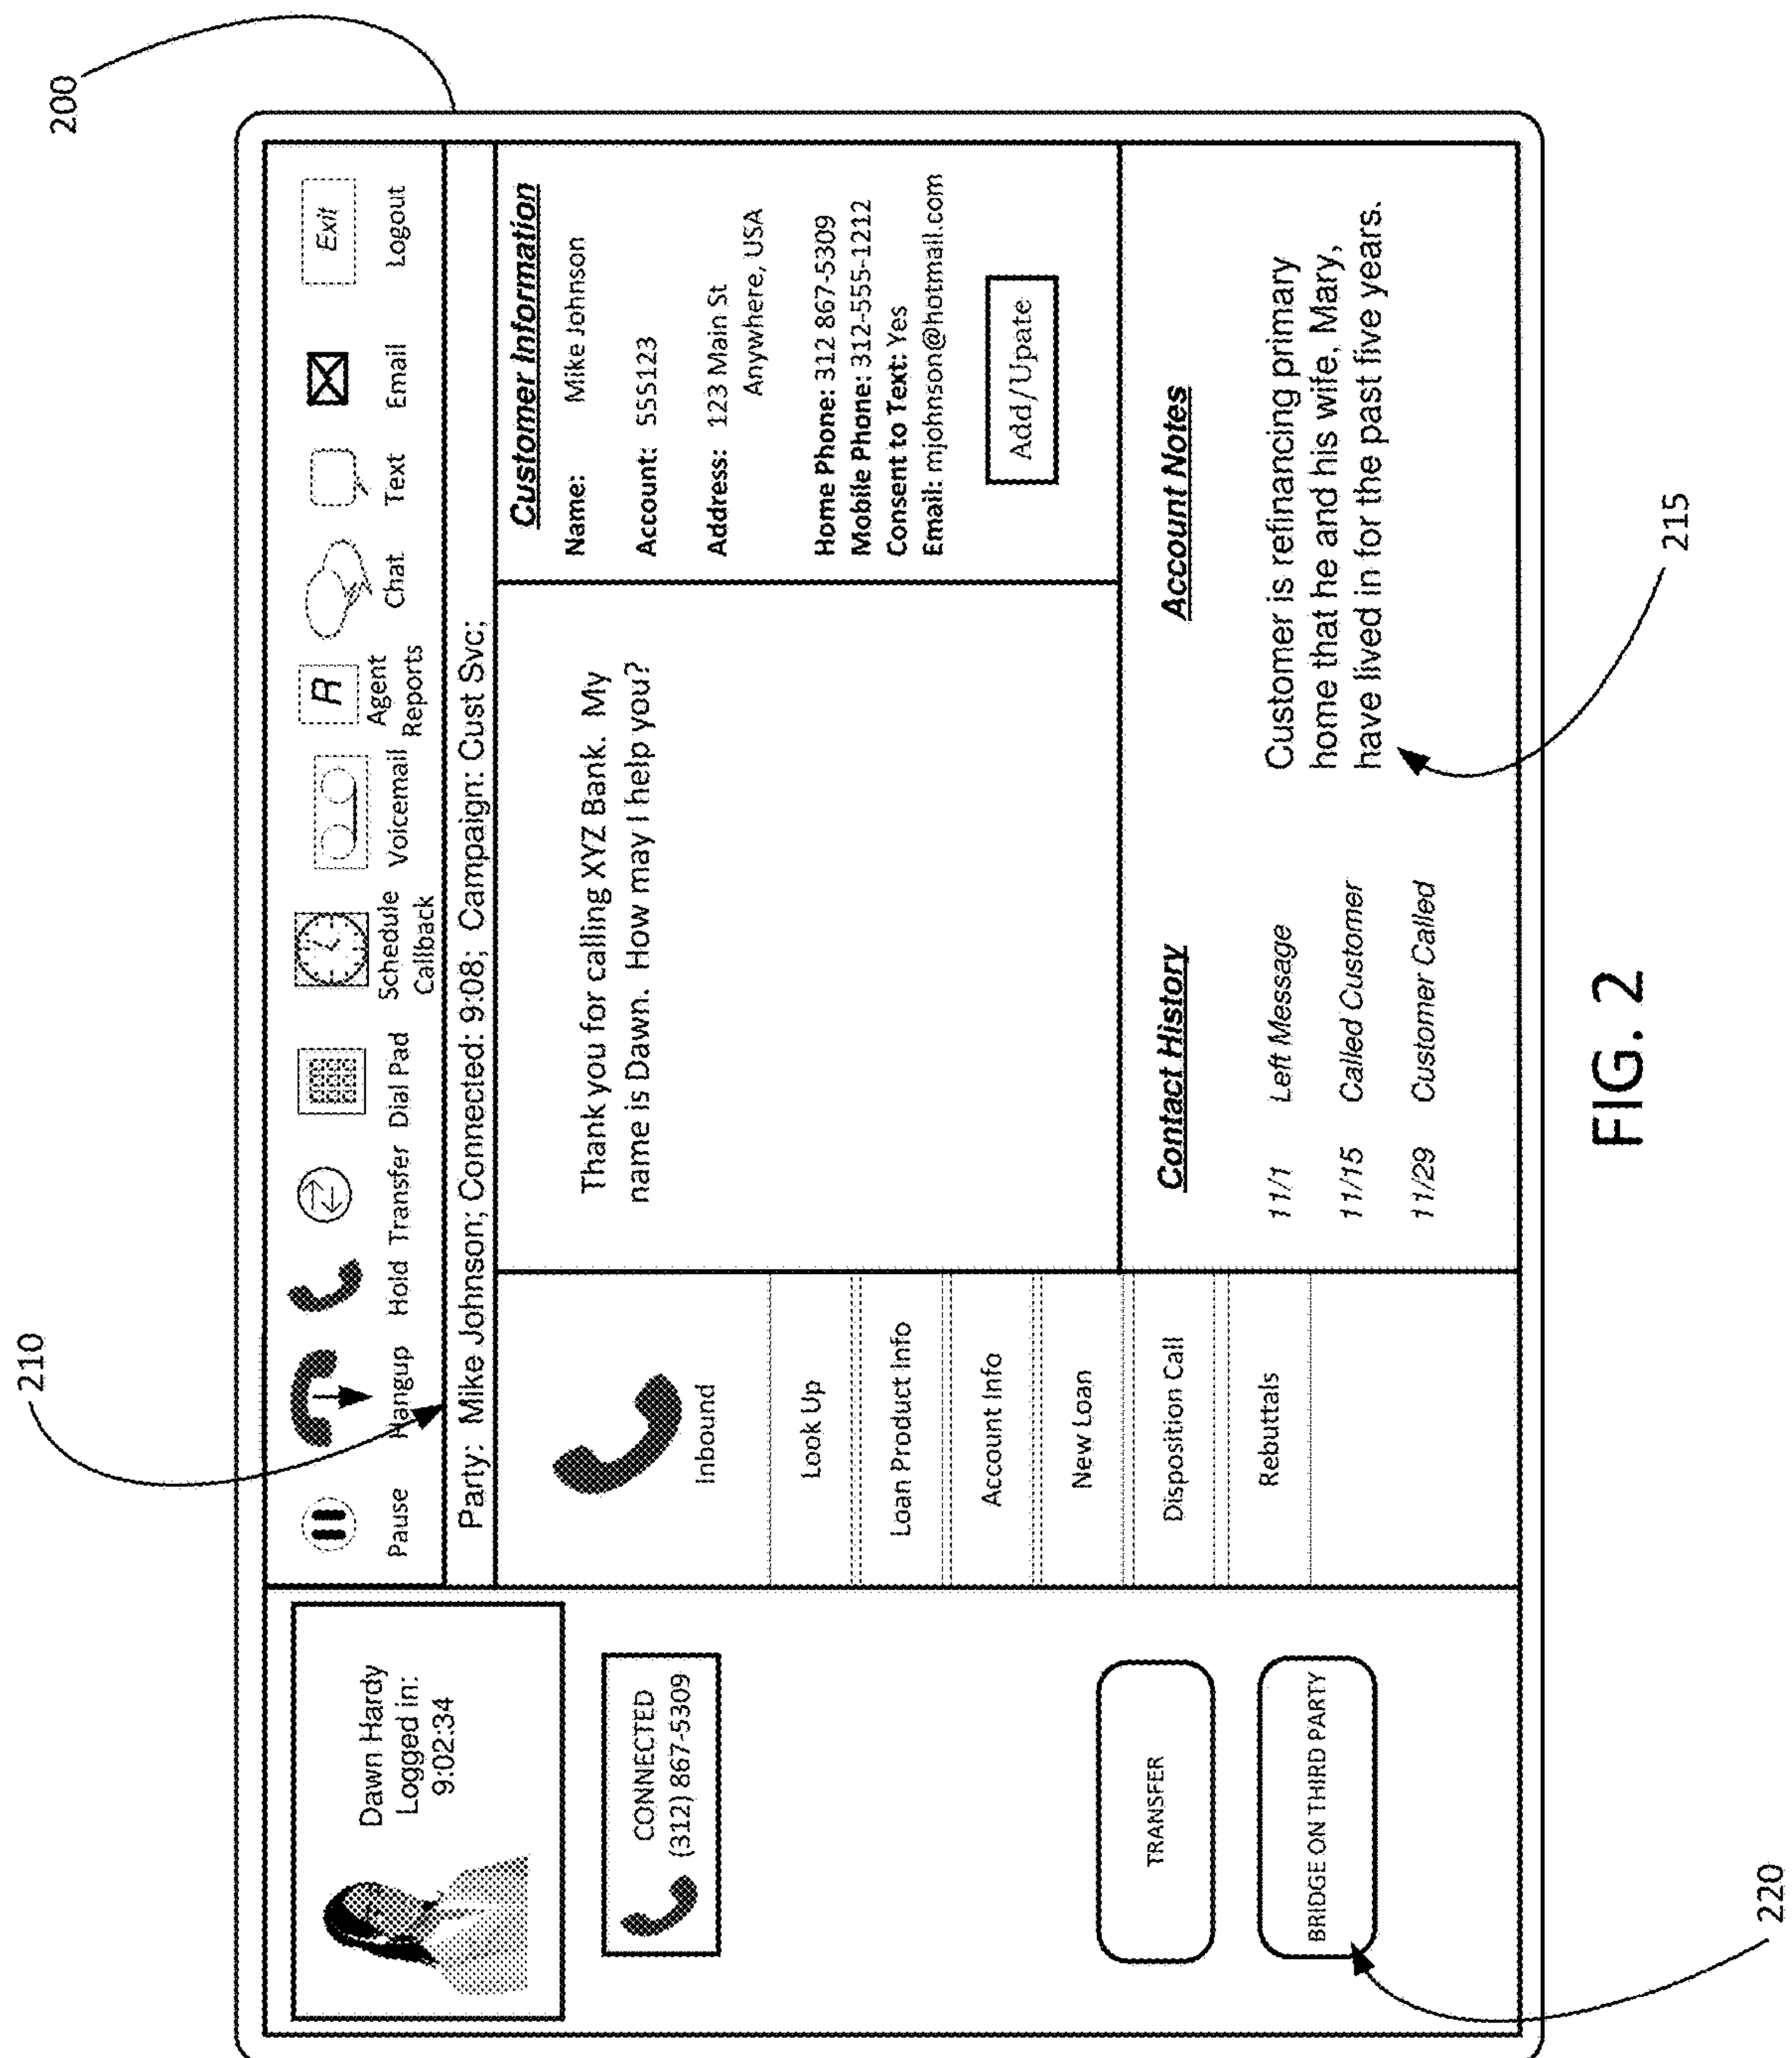 200
210
Dawn Hardy
Logged in:
9:02:34
CONNECTED
(312) 867-5309
TRANSFER
BRIDGE ON THIRD PARTY
220
Pause
Hangup
Hold
Transfer
Dial Pad
Schedule
Callback
Voicemail
R
Agent
Reports
Chat
Text
Email
Exit
Logout
Party: Mike Johnson; Connected: 9:08; Campaign: Cust Svc;
Inbound
Look Up
Loan Product Info
Account Info
New Loan
Disposition Call
Rebuttals
Thank you for calling XYZ Bank. My
name is Dawn. How may I help you?
Customer Information
Name: Mike Johnson
Account: 555123
Address: 123 Main St
Anywhere, USA
Home Phone: 312 867-5309
Mobile Phone: 312-555-1212
Consent to Text: Yes
Email: mjohnson@hotmail.com
Add/Upate
Contact History
11/1 Left Message
11/15 Called Customer
11/29 Customer Called
Account Notes
Customer is refinancing primary
home that he and his wife, Mary,
have lived in for the past five years.
215
FIG. 2